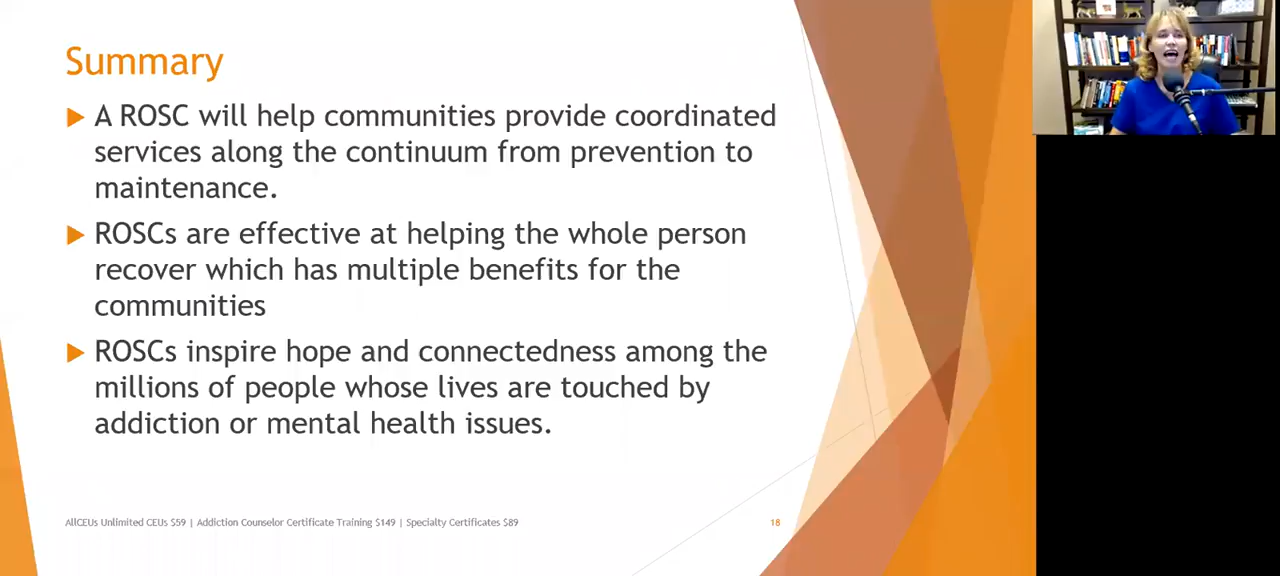 Summary
A ROSC will help communities provide coordinated
services along the continuum from prevention to
maintenance.
ROSCs are effective at helping the whole person
recover which has multiple benefits for the
communities
ROSCs inspire hope and connectedness among the
millions of people whose lives are touched by
addiction or mental health issues.
AllCEUs Unlimited CEUs $59 | Addiction Counselor Certificate Training $149 | Specialty Certificates $89
18